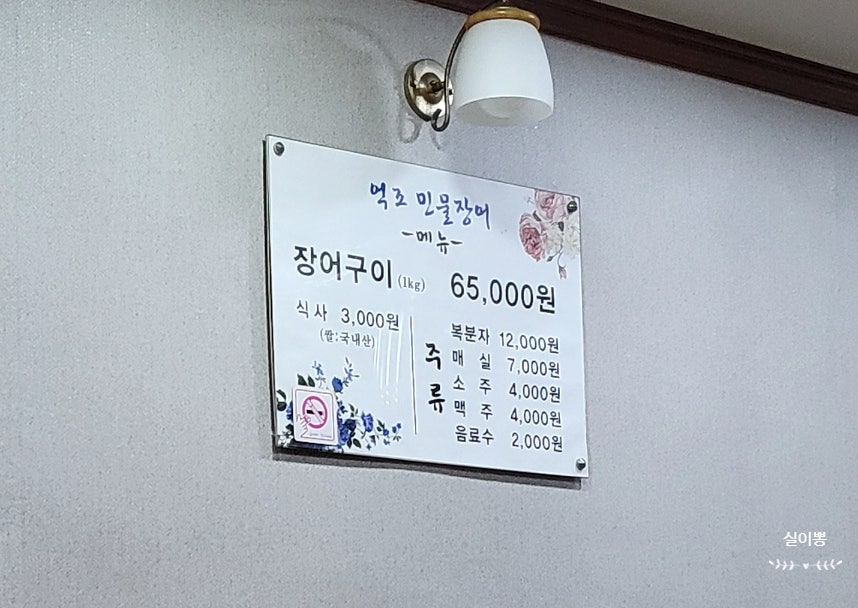 억조 민물장어
-메뉴-
장어구이 (1kg) 65,000원
식사 3,000원
(쌀:국내산)
주류
복분자 12,000원
매실 7,000원
소주 4,000원
맥주 4,000원
음료수 2,000원
실이뽕